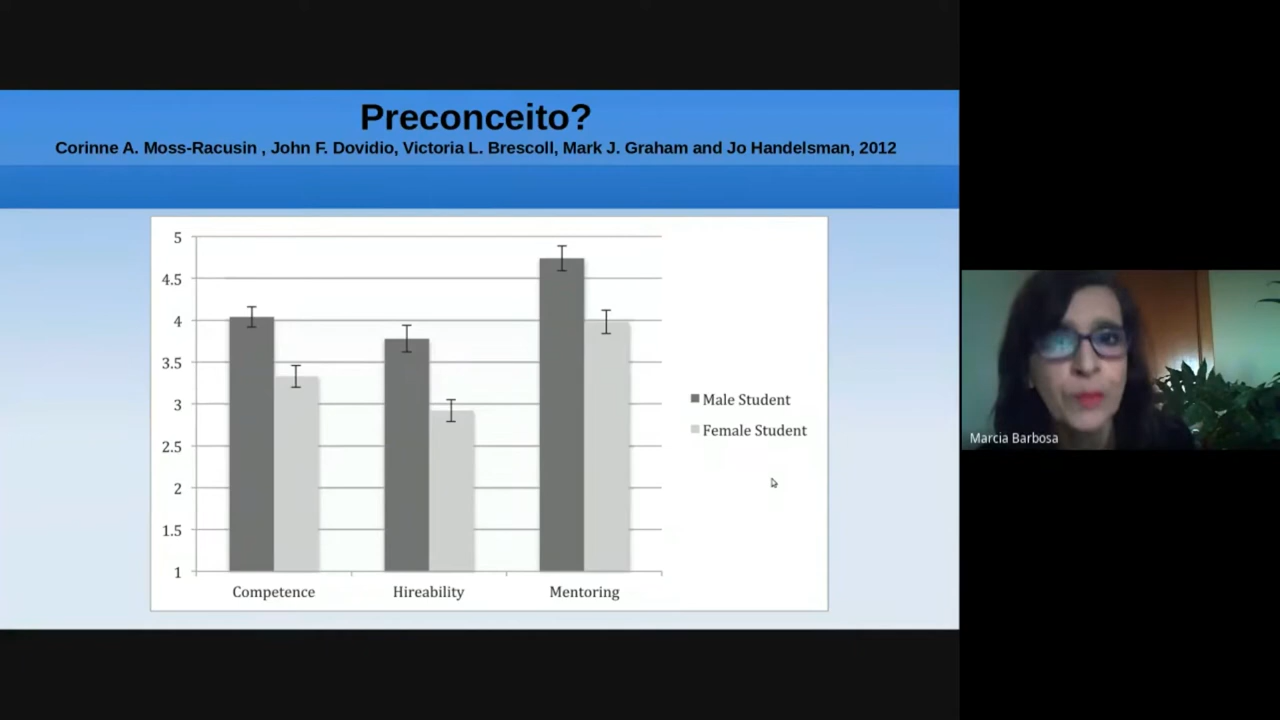 Preconceito?
Corinne A. Moss-Racusin , John F. Dovidio, Victoria L. Brescoll, Mark J. Graham and Jo Handelsman, 2012
5
4.5
4
3.5
3
2.5
2
1.5
1
Competence
Hireability
Mentoring
Male Student
Female Student
Marcia Barbosa